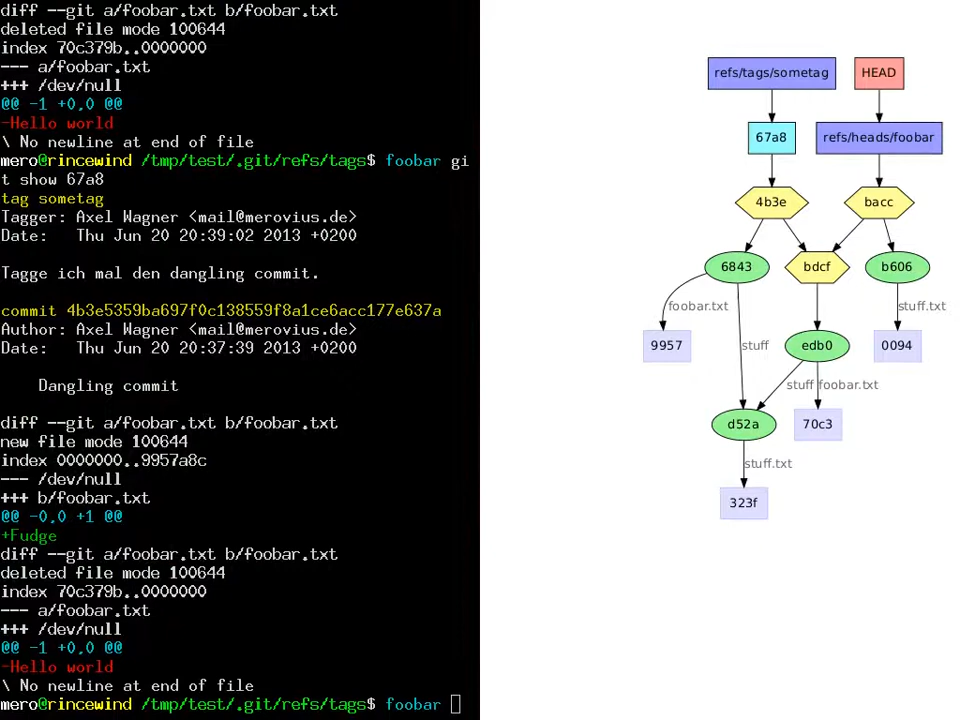 diff --git a/foobar.txt b/foobar.txt
deleted file mode 100644
index 70c379b..0000000
--- a/foobar.txt
+++ /dev/null
@@ -1 +0,0 @@
-Hello world
\ No newline at end of file
mero@rincewind /tmp/test/.git/refs/tags$ foobar gi
t show 67a8
tag sometag
Tagger: Axel Wagner <mail@merovius.de>
Date:   Thu Jun 20 20:39:02 2013 +0200
Tagge ich mal den dangling commit.
commit 4b3e5359ba697f0c138559f8a1ce6acc177e637a
Author: Axel Wagner <mail@merovius.de>
Date:   Thu Jun 20 20:37:39 2013 +0200
    Dangling commit
diff --git a/foobar.txt b/foobar.txt
new file mode 100644
index 0000000..9957a8c
--- /dev/null
+++ b/foobar.txt
@@ -0,0 +1 @@
+Fudge
diff --git a/foobar.txt b/foobar.txt
deleted file mode 100644
index 70c379b..0000000
--- a/foobar.txt
+++ /dev/null
@@ -1 +0,0 @@
-Hello world
\ No newline at end of file
mero@rincewind /tmp/test/.git/refs/tags$ foobar
refs/tags/sometag HEAD
67a8 refs/heads/foobar
4b3e bacc
6843 bdcf b606
foobar.txt stuff.txt
9957 stuff edb0 0094
stuff foobar.txt
d52a 70c3
stuff.txt
323f